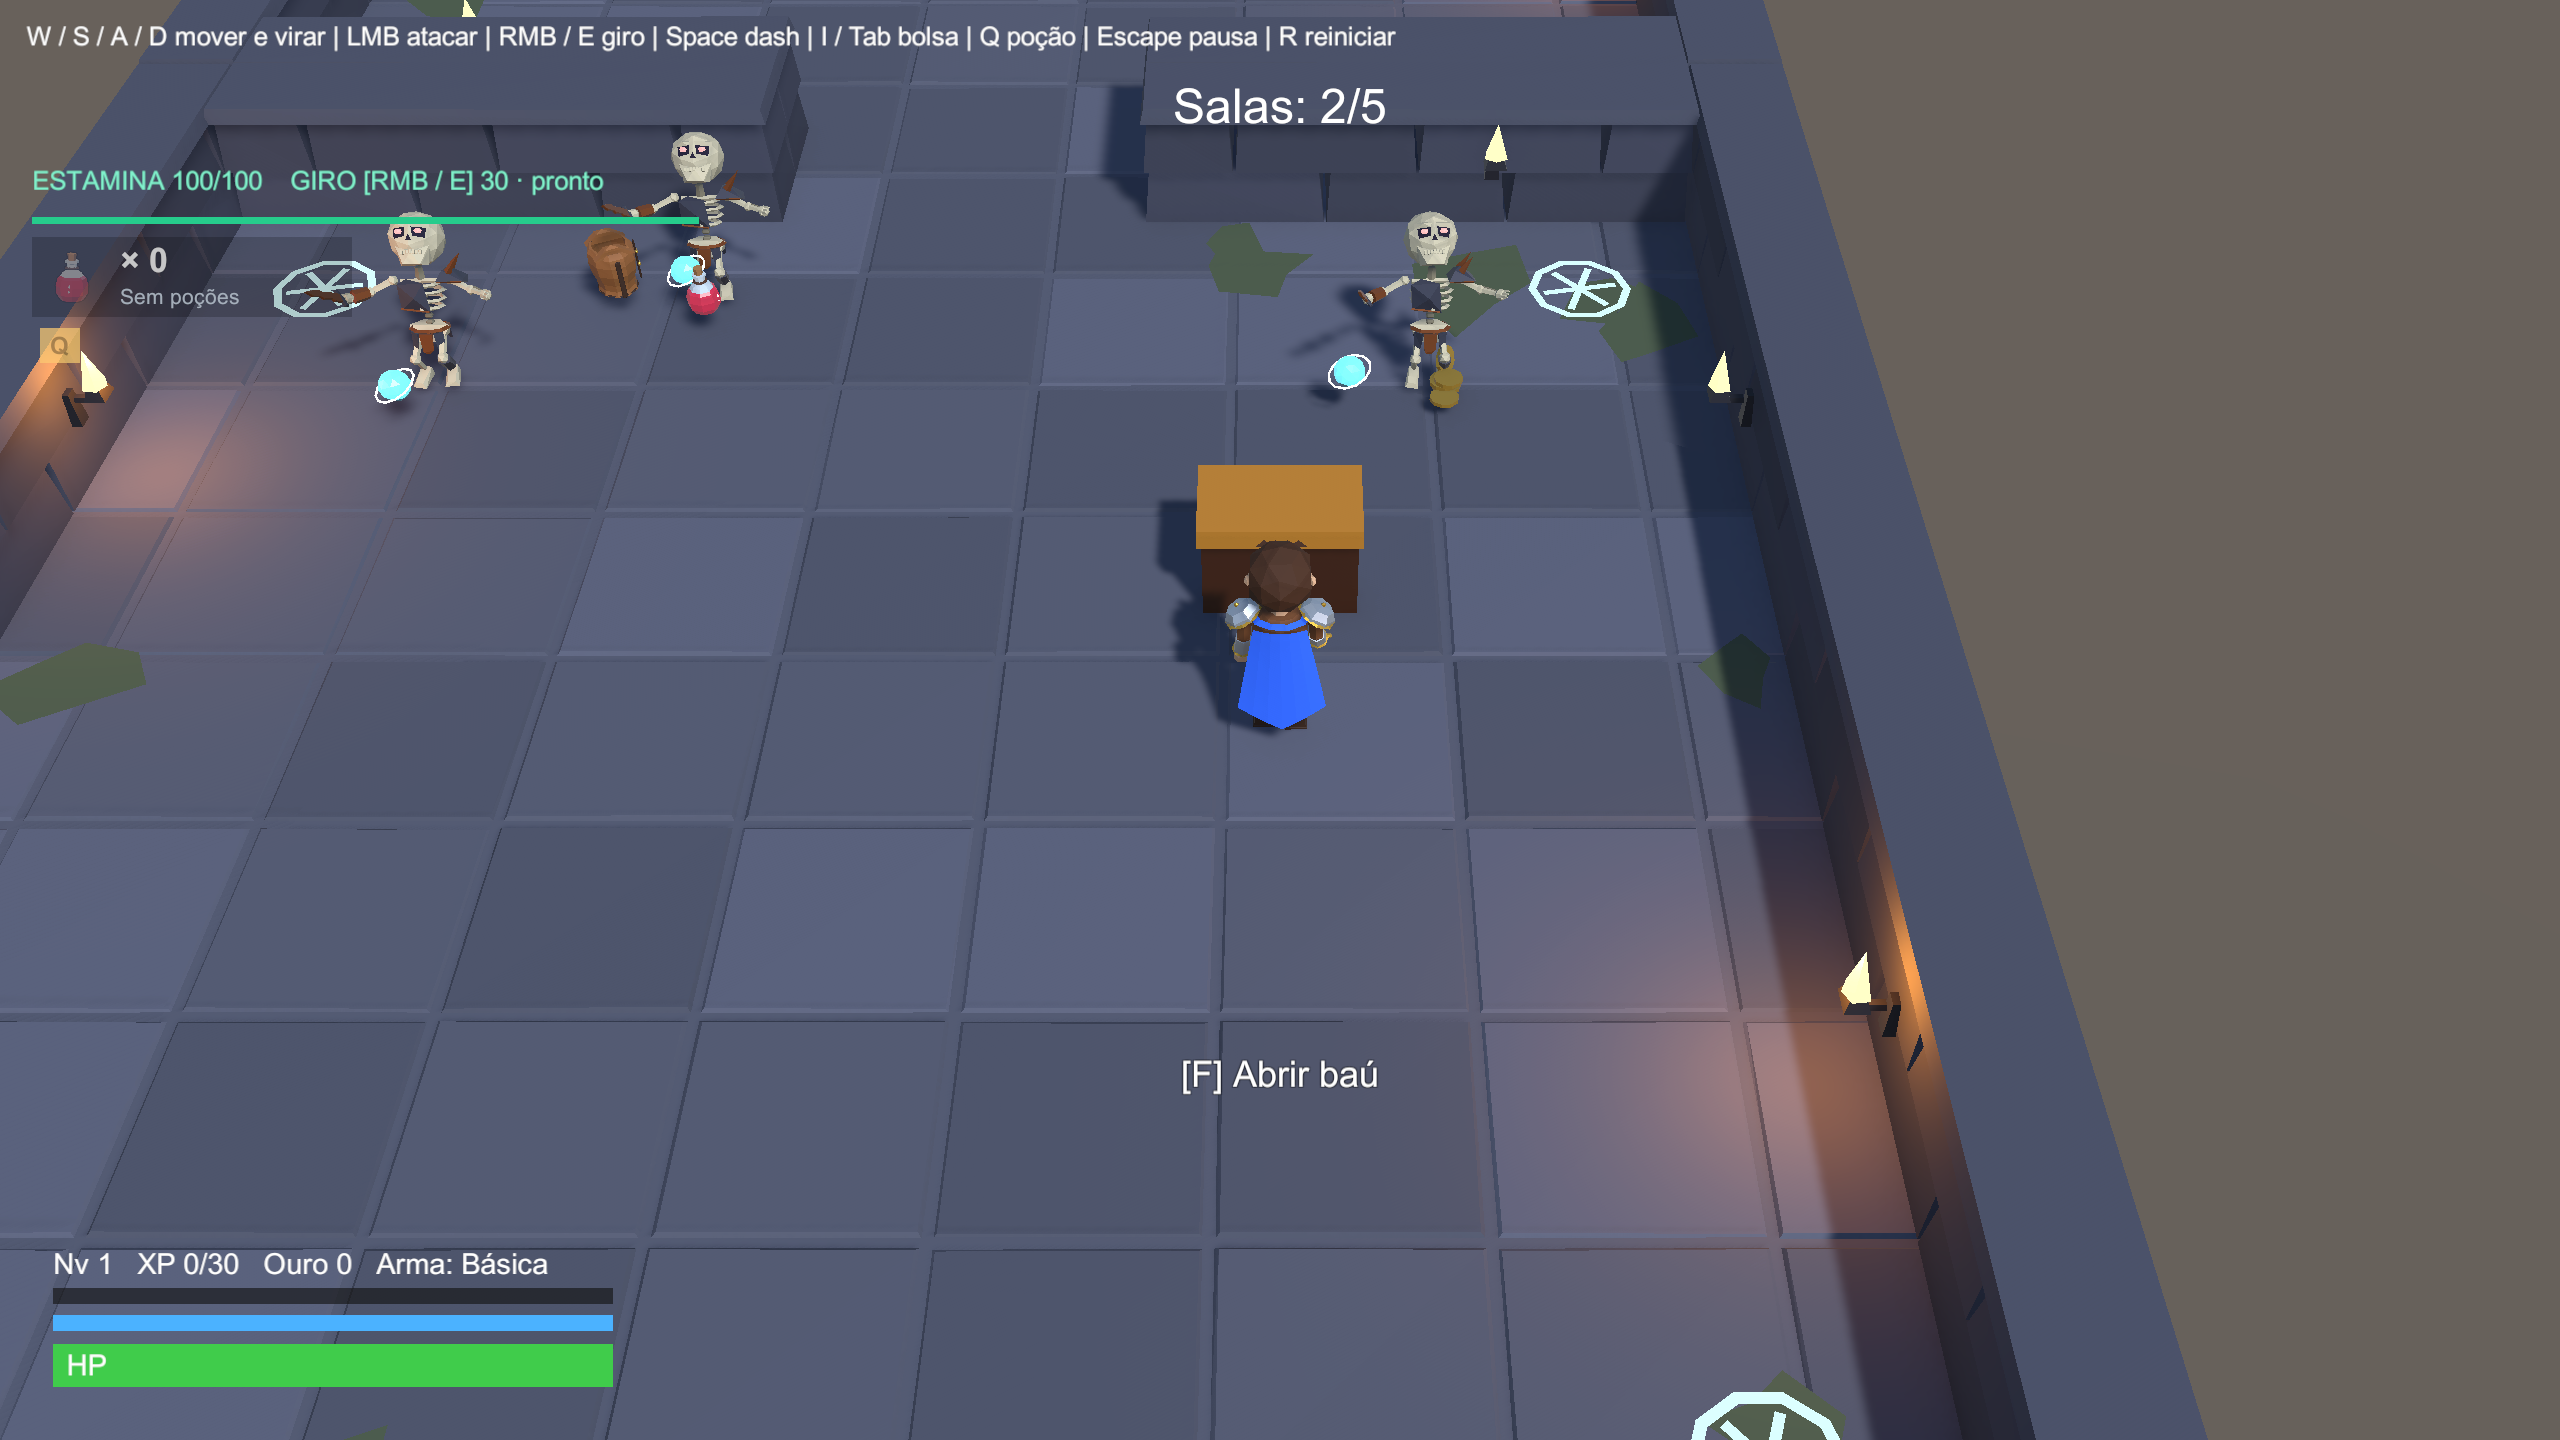 W / S / A / D mover e virar | LMB atacar | RMB / E giro | Space dash | I / Tab bolsa | Q poção | Escape pausa | R reiniciar
Salas: 2/5
ESTAMINA 100/100 GIRO [RMB / E] 30 · pronto
× 0
Sem poções
Q
[F] Abrir baú
Nv 1 XP 0/30 Ouro 0 Arma: Básica
HP